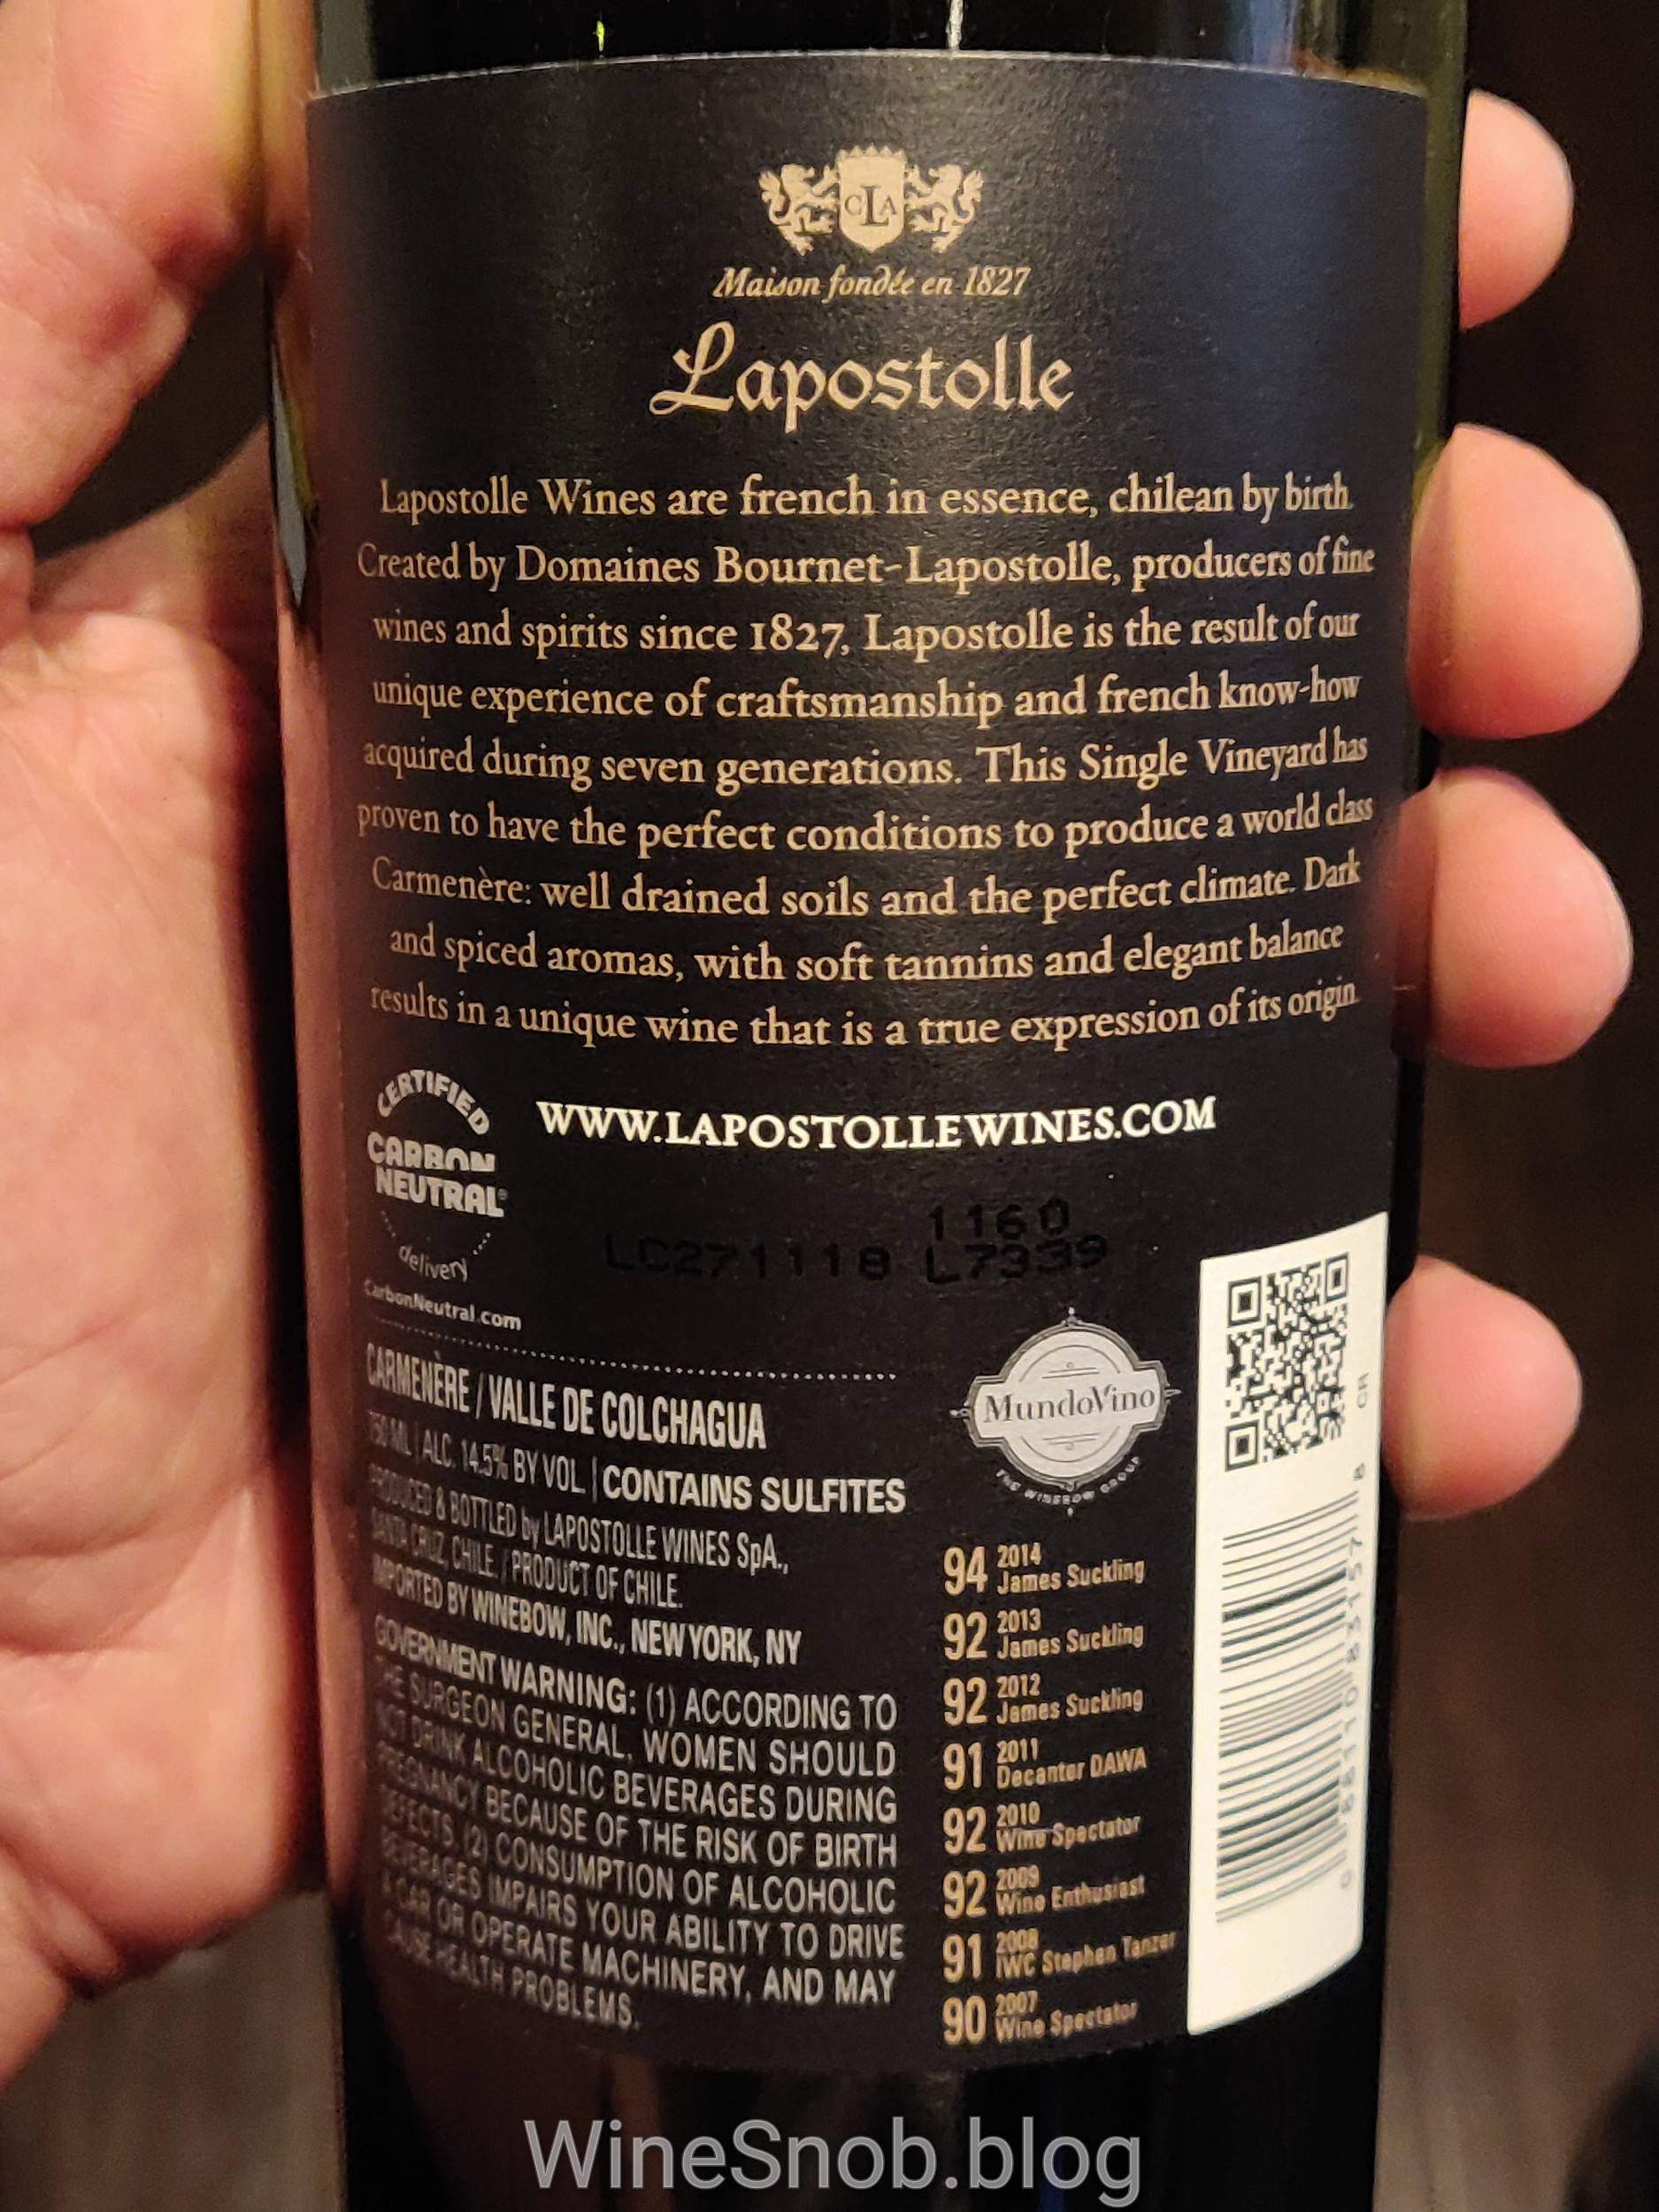 CLA
Maison fondée en 1827
Lapostolle
Lapostolle Wines are french in essence, chilean by birth.
Created by Domaines Bournet-Lapostolle, producers of fine
wines and spirits since 1827, Lapostolle is the result of our
unique experience of craftsmanship and french know-how
acquired during seven generations. This Single Vineyard has
proven to have the perfect conditions to produce a world class
Carmenère: well drained soils and the perfect climate. Dark
and spiced aromas, with soft tannins and elegant balance
results in a unique wine that is a true expression of its origin.
WWW.LAPOSTOLLEWINES.COM
CERTIFIED
CARBON
NEUTRAL®
delivery
CarbonNeutral.com
1160
LC271118 L7339
CARMENÈRE / VALLE DE COLCHAGUA
750 ML | ALC. 14.5% BY VOL. | CONTAINS SULFITES
PRODUCED & BOTTLED by LAPOSTOLLE WINES SpA.,
SANTA CRUZ, CHILE. / PRODUCT OF CHILE.
IMPORTED BY WINEBOW, INC., NEW YORK, NY
GOVERNMENT WARNING: (1) ACCORDING TO
THE SURGEON GENERAL, WOMEN SHOULD
NOT DRINK ALCOHOLIC BEVERAGES DURING
PREGNANCY BECAUSE OF THE RISK OF BIRTH
DEFECTS. (2) CONSUMPTION OF ALCOHOLIC
BEVERAGES IMPAIRS YOUR ABILITY TO DRIVE
A CAR OR OPERATE MACHINERY, AND MAY
CAUSE HEALTH PROBLEMS.
MundoVino
THE WINEBOW GROUP
94 2014
James Suckling
92 2013
James Suckling
92 2012
James Suckling
91 2011
Decanter DAWA
92 2010
Wine Spectator
92 2009
Wine Enthusiast
91 2008
IWC Stephen Tanzer
90 2007
Wine Spectator
CR
0 88110 83157 8
WineSnob.blog